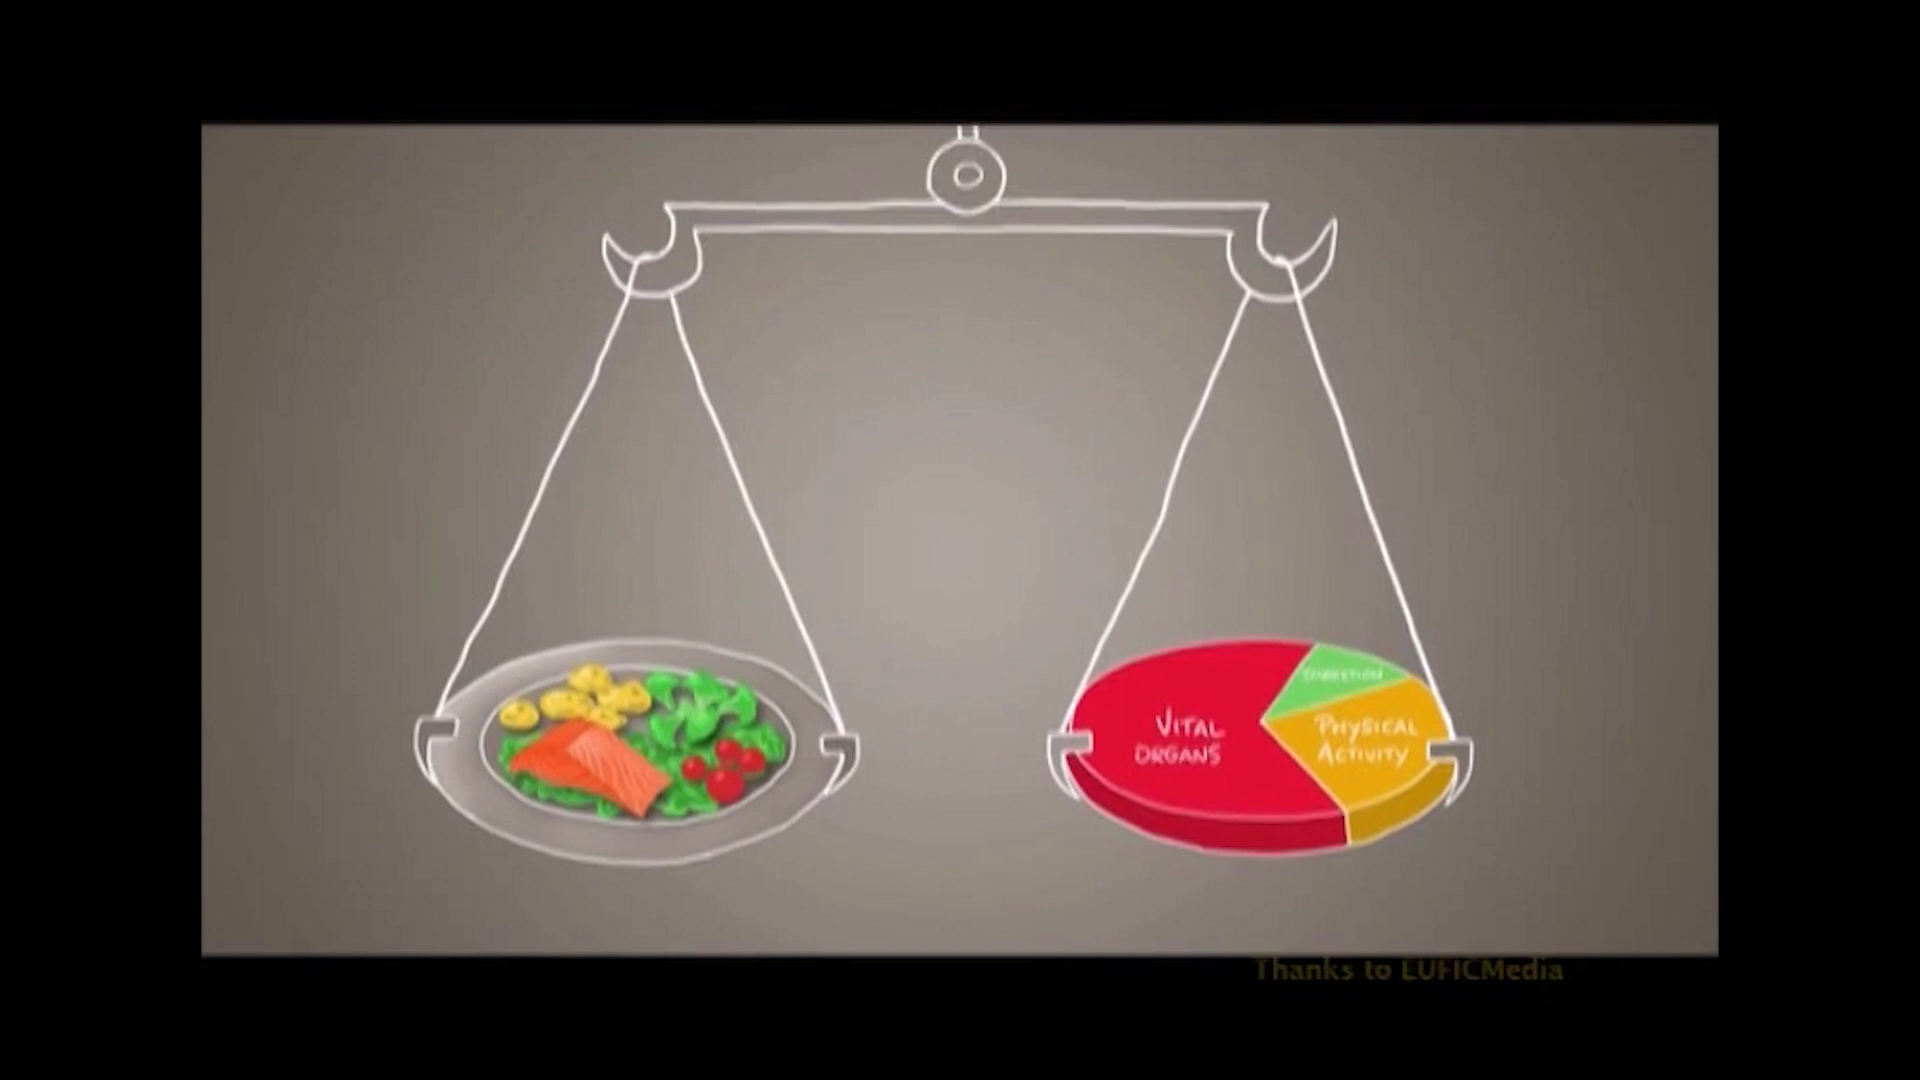 DIGESTION
VITAL
ORGANS
PHYSICAL
ACTIVITY
Thanks to EUFICMedia